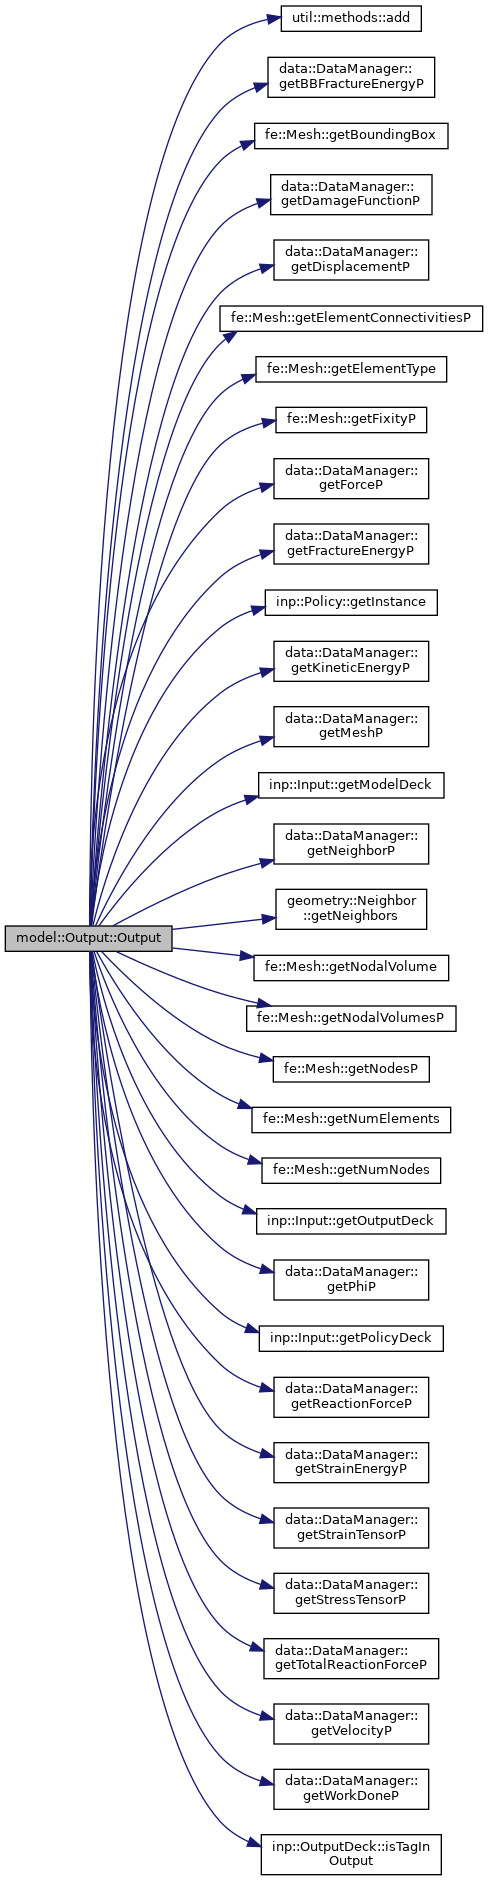 util::methods::add
data::DataManager::
getBBFractureEnergyP
fe::Mesh::getBoundingBox
data::DataManager::
getDamageFunctionP
data::DataManager::
getDisplacementP
fe::Mesh::getElementConnectivitiesP
fe::Mesh::getElementType
fe::Mesh::getFixityP
data::DataManager::
getForceP
data::DataManager::
getFractureEnergyP
inp::Policy::getInstance
data::DataManager::
getKineticEnergyP
data::DataManager::
getMeshP
inp::Input::getModelDeck
data::DataManager::
getNeighborP
geometry::Neighbor
::getNeighbors
model::Output::Output
fe::Mesh::getNodalVolume
fe::Mesh::getNodalVolumesP
fe::Mesh::getNodesP
fe::Mesh::getNumElements
fe::Mesh::getNumNodes
inp::Input::getOutputDeck
data::DataManager::
getPhiP
inp::Input::getPolicyDeck
data::DataManager::
getReactionForceP
data::DataManager::
getStrainEnergyP
data::DataManager::
getStrainTensorP
data::DataManager::
getStressTensorP
data::DataManager::
getTotalReactionForceP
data::DataManager::
getVelocityP
data::DataManager::
getWorkDoneP
inp::OutputDeck::isTagIn
Output